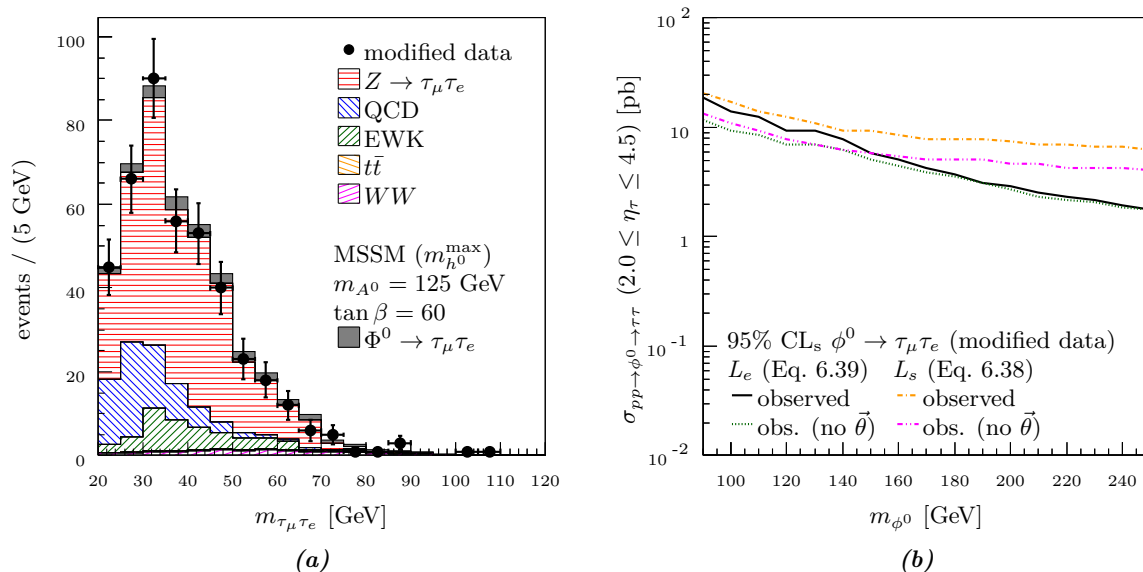 events / (5 GeV)
100
80
60
40
20
0
modified data
Z → τ_μτ_e
QCD
EWK
tt̄
WW
MSSM (m_{h^0}^{max})
m_{A^0} = 125 GeV
tan β = 60
Φ^0 → τ_μτ_e
20 30 40 50 60 70 80 90 100 110 120
m_{τ_μτ_e} [GeV]
(a)
σ_{pp→ϕ^0→ττ} (2.0 ≤ η_τ ≤ 4.5) [pb]
10^2
10
1
10^{-1}
10^{-2}
95% CL_s ϕ^0 → τ_μτ_e (modified data)
L_e (Eq. 6.39) L_s (Eq. 6.38)
observed observed
obs. (no θ⃗) obs. (no θ⃗)
100 120 140 160 180 200 220 240
m_{ϕ^0} [GeV]
(b)